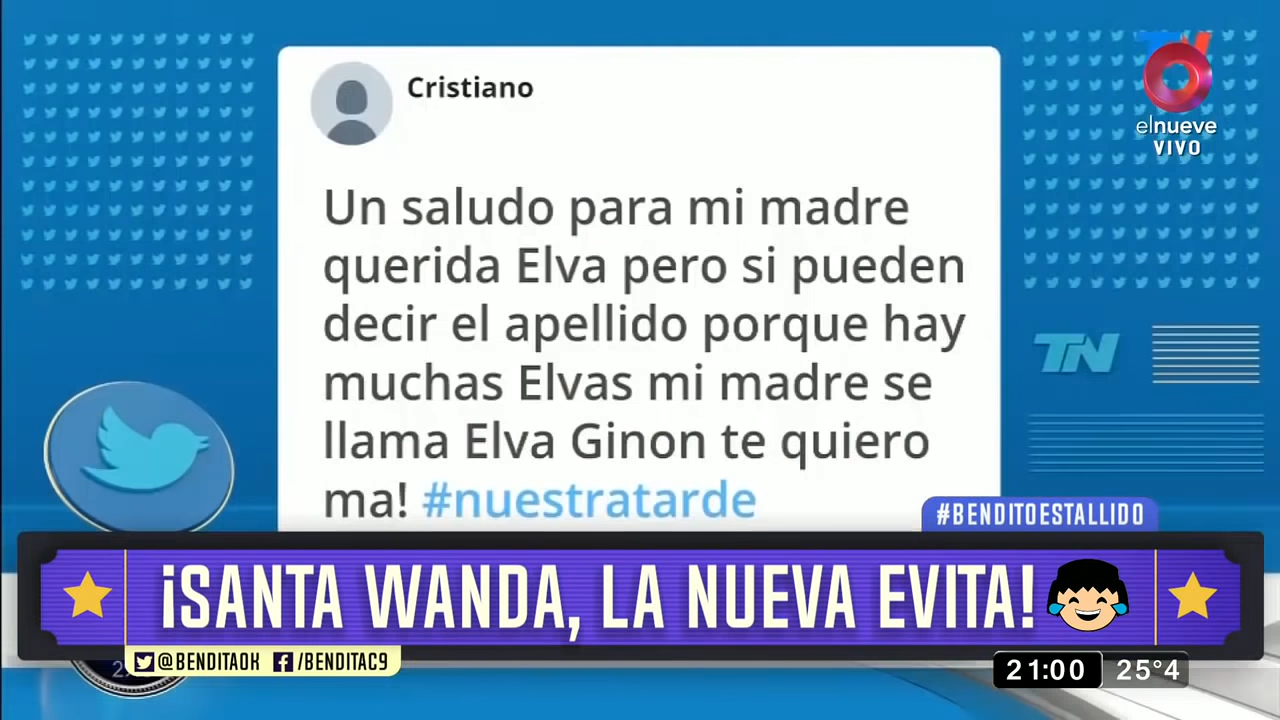 Cristiano
Un saludo para mi madre
querida Elva pero si pueden
decir el apellido porque hay
muchas Elvas mi madre se
llama Elva Ginon te quiero
ma! #nuestratarde
elnueve
VIVO
TN
#BENDITOESTALLIDO
¡SANTA WANDA, LA NUEVA EVITA!
@BENDITAOK /BENDITAC9
21:00 25°4